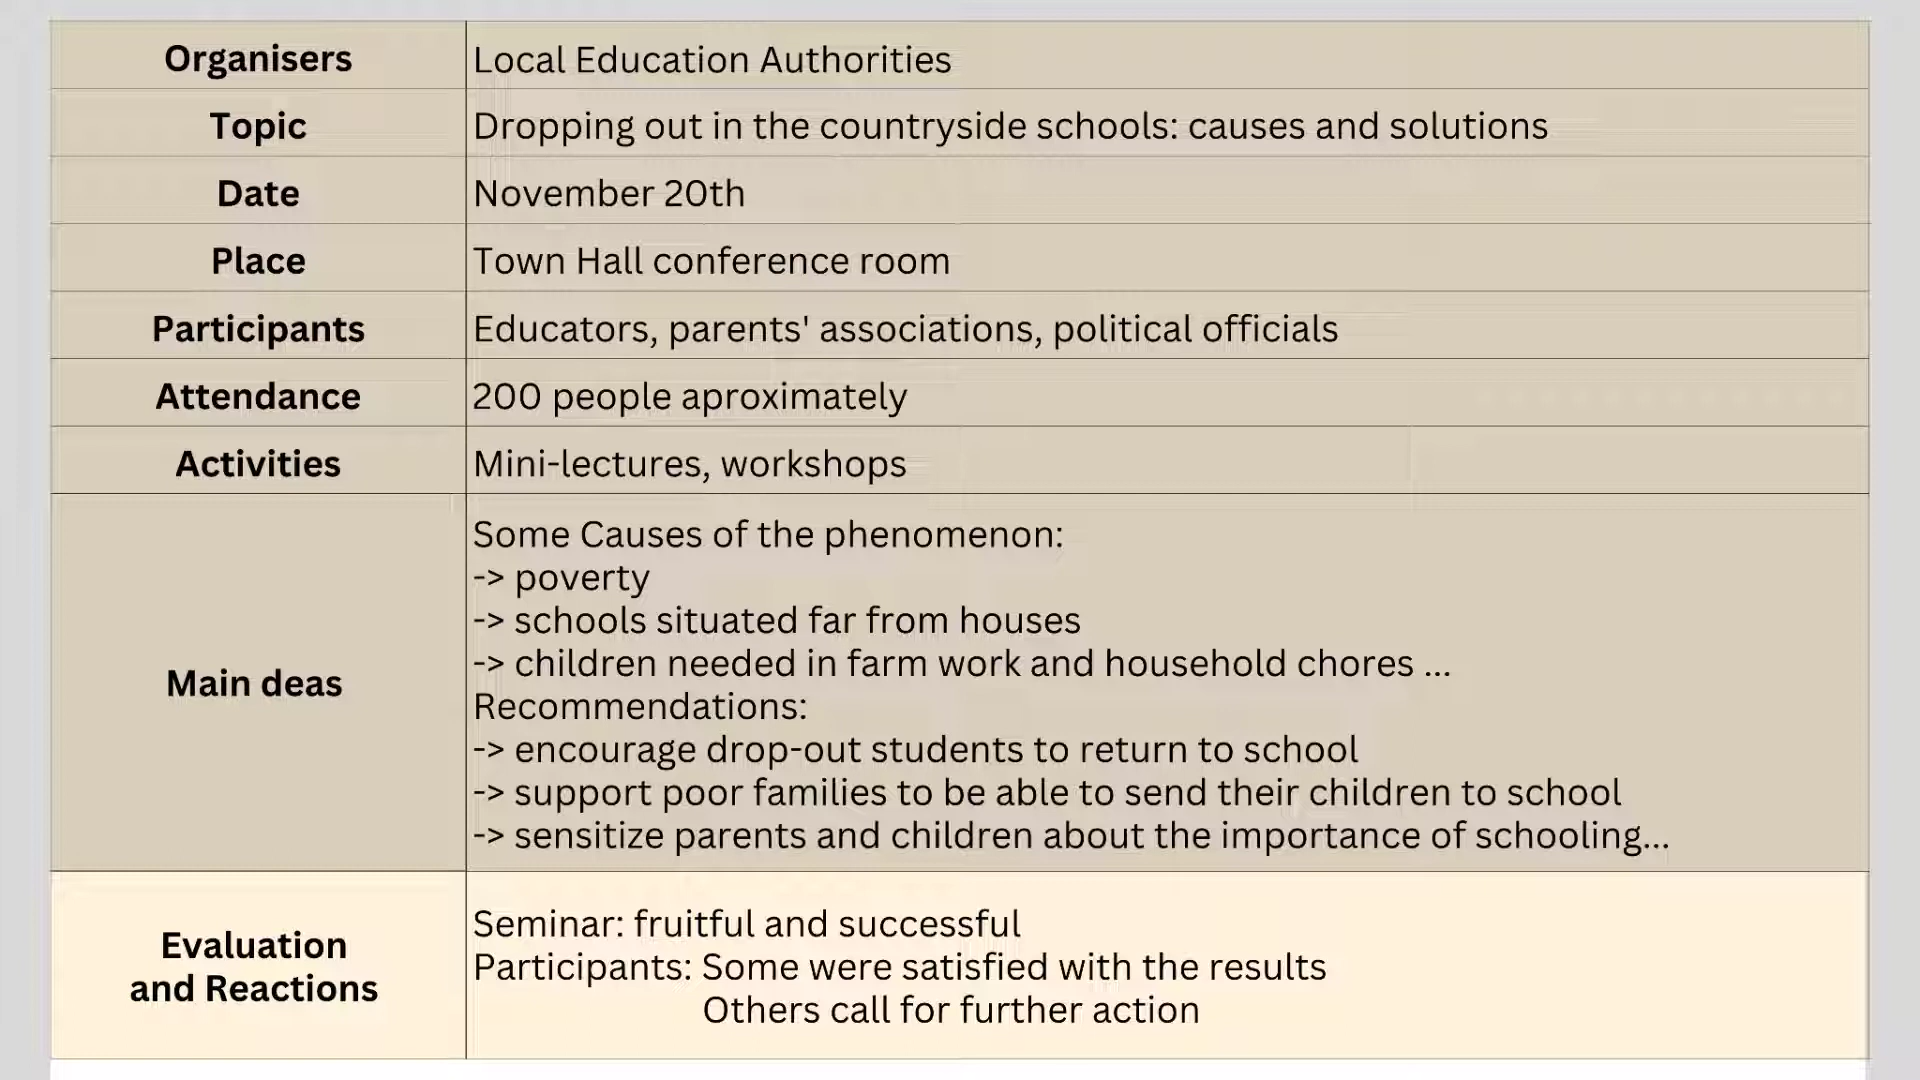 Organisers
Local Education Authorities
Topic
Dropping out in the countryside schools: causes and solutions
Date
November 20th
Place
Town Hall conference room
Participants
Educators, parents' associations, political officials
Attendance
200 people aproximately
Activities
Mini-lectures, workshops
Main deas
Some Causes of the phenomenon:
-> poverty
-> schools situated far from houses
-> children needed in farm work and household chores ...
Recommendations:
-> encourage drop-out students to return to school
-> support poor families to be able to send their children to school
-> sensitize parents and children about the importance of schooling...
Evaluation
and Reactions
Seminar: fruitful and successful
Participants: Some were satisfied with the results
Others call for further action